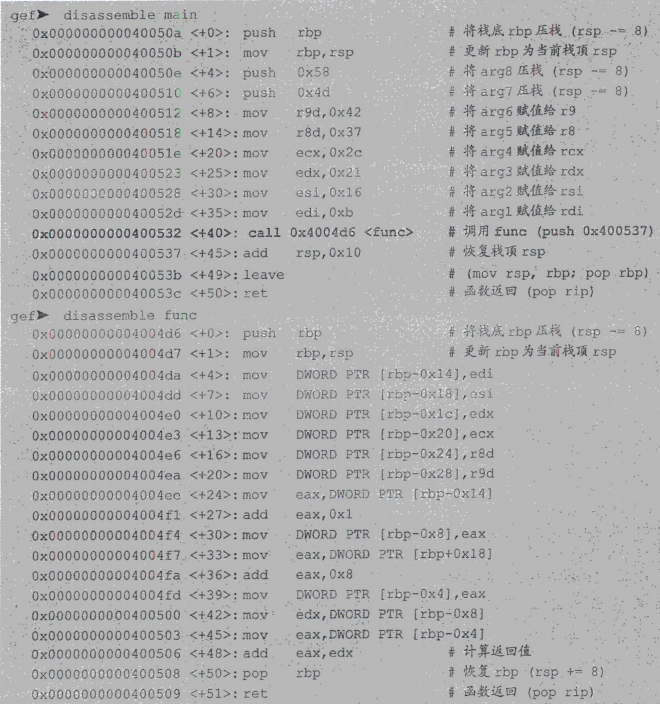 gef➤ disassemble main
0x000000000040050a <+0>: push rbp # 将栈底 rbp 压栈 (rsp -= 8)
0x000000000040050b <+1>: mov rbp,rsp # 更新 rbp 为当前栈顶 rsp
0x000000000040050e <+4>: push 0x58 # 将 arg8 压栈 (rsp -= 8)
0x0000000000400510 <+6>: push 0x4d # 将 arg7 压栈 (rsp -= 8)
0x0000000000400512 <+8>: mov r9d,0x42 # 将 arg6 赋值给 r9
0x0000000000400518 <+14>: mov r8d,0x37 # 将 arg5 赋值给 r8
0x000000000040051e <+20>: mov ecx,0x2c # 将 arg4 赋值给 rcx
0x0000000000400523 <+25>: mov edx,0x21 # 将 arg3 赋值给 rdx
0x0000000000400528 <+30>: mov esi,0x16 # 将 arg2 赋值给 rsi
0x000000000040052d <+35>: mov edi,0xb # 将 arg1 赋值给 rdi
0x0000000000400532 <+40>: call 0x4004d6 <func> # 调用 func (push 0x400537)
0x0000000000400537 <+45>: add rsp,0x10 # 恢复栈顶 rsp
0x000000000040053b <+49>: leave # (mov rsp, rbp; pop rbp)
0x000000000040053c <+50>: ret # 函数返回 (pop rip)
gef➤ disassemble func
0x00000000004004d6 <+0>: push rbp # 将栈底 rbp 压栈 (rsp -= 8)
0x00000000004004d7 <+1>: mov rbp,rsp # 更新 rbp 为当前栈顶 rsp
0x00000000004004da <+4>: mov DWORD PTR [rbp-0x14],edi
0x00000000004004dd <+7>: mov DWORD PTR [rbp-0x18],esi
0x00000000004004e0 <+10>: mov DWORD PTR [rbp-0x1c],edx
0x00000000004004e3 <+13>: mov DWORD PTR [rbp-0x20],ecx
0x00000000004004e6 <+16>: mov DWORD PTR [rbp-0x24],r8d
0x00000000004004ea <+20>: mov DWORD PTR [rbp-0x28],r9d
0x00000000004004ee <+24>: mov eax,DWORD PTR [rbp-0x14]
0x00000000004004f1 <+27>: add eax,0x1
0x00000000004004f4 <+30>: mov DWORD PTR [rbp-0x8],eax
0x00000000004004f7 <+33>: mov eax,DWORD PTR [rbp+0x18]
0x00000000004004fa <+36>: add eax,0x8
0x00000000004004fd <+39>: mov DWORD PTR [rbp-0x4],eax
0x0000000000400500 <+42>: mov edx,DWORD PTR [rbp-0x8]
0x0000000000400503 <+45>: mov eax,DWORD PTR [rbp-0x4]
0x0000000000400506 <+48>: add eax,edx # 计算返回值
0x0000000000400508 <+50>: pop rbp # 恢复 rbp (rsp += 8)
0x0000000000400509 <+51>: ret # 函数返回 (pop rip)